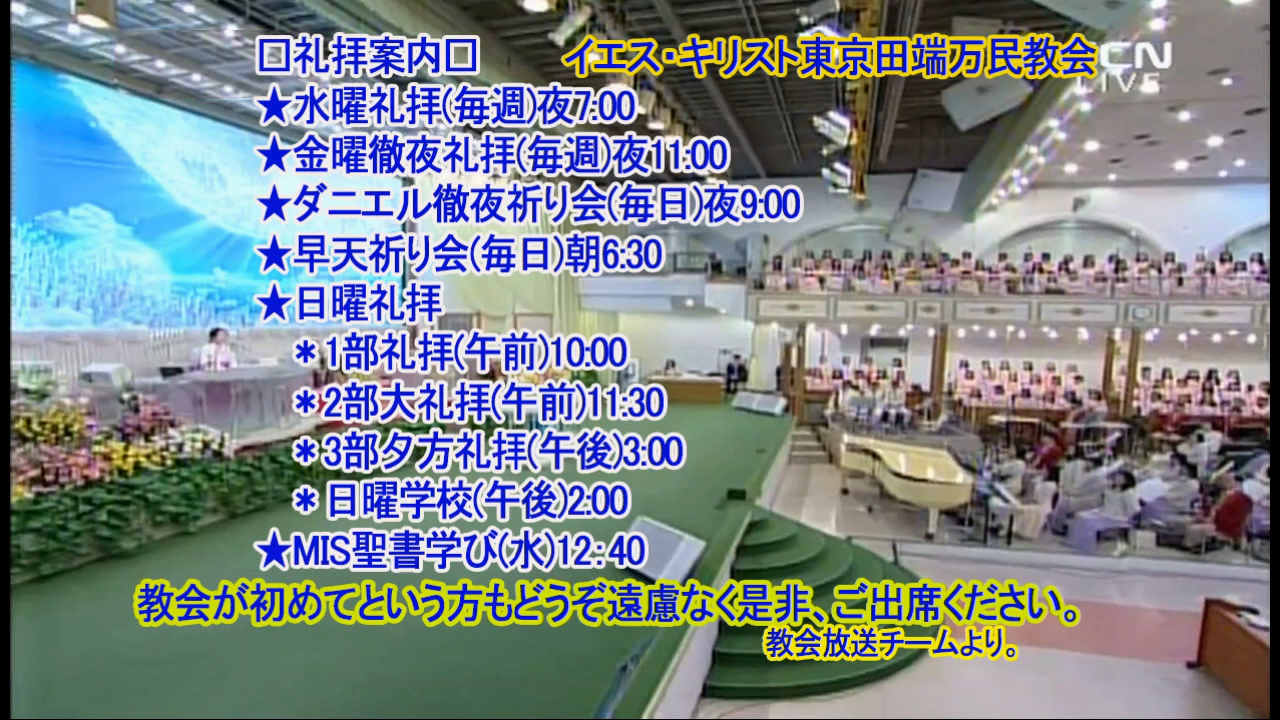 □礼拝案内□ イエス・キリスト東京田端万民教会 CN
LIVE
★水曜礼拝(毎週)夜7:00
★金曜徹夜礼拝(毎週)夜11:00
★ダニエル徹夜祈り会(毎日)夜9:00
★早天祈り会(毎日)朝6:30
★日曜礼拝
*1部礼拝(午前)10:00
*2部大礼拝(午前)11:30
*3部夕方礼拝(午後)3:00
*日曜学校(午後)2:00
★MIS聖書学び(水)12:40
教会が初めてという方もどうぞ遠慮なく是非、ご出席ください。
教会放送チームより。